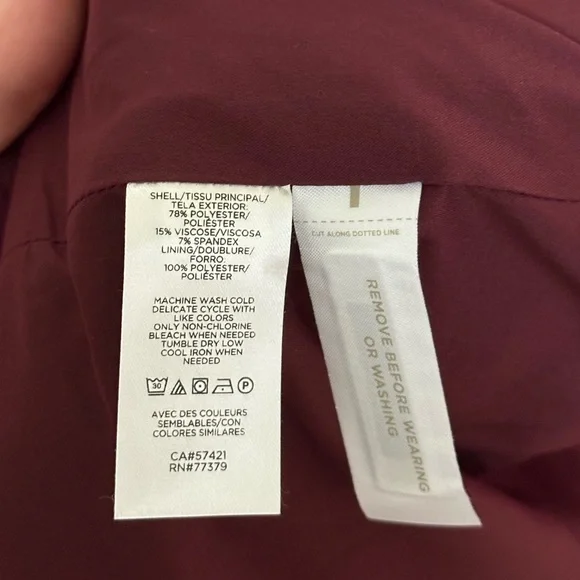 SHELL/TISSU PRINCIPAL/
TELA EXTERIOR:
78% POLYESTER/
POLIÉSTER
15% VISCOSE/VISCOSA
7% SPANDEX
LINING/DOUBLURE/
FORRO:
100% POLYESTER/
POLIÉSTER
MACHINE WASH COLD
DELICATE CYCLE WITH
LIKE COLORS
ONLY NON-CHLORINE
BLEACH WHEN NEEDED
TUMBLE DRY LOW
COOL IRON WHEN
NEEDED
30
P
AVEC DES COULEURS
SEMBLABLES/CON
COLORES SIMILARES
CA#57421
RN#77379
CUT ALONG DOTTED LINE
REMOVE BEFORE WEARING
OR WASHING